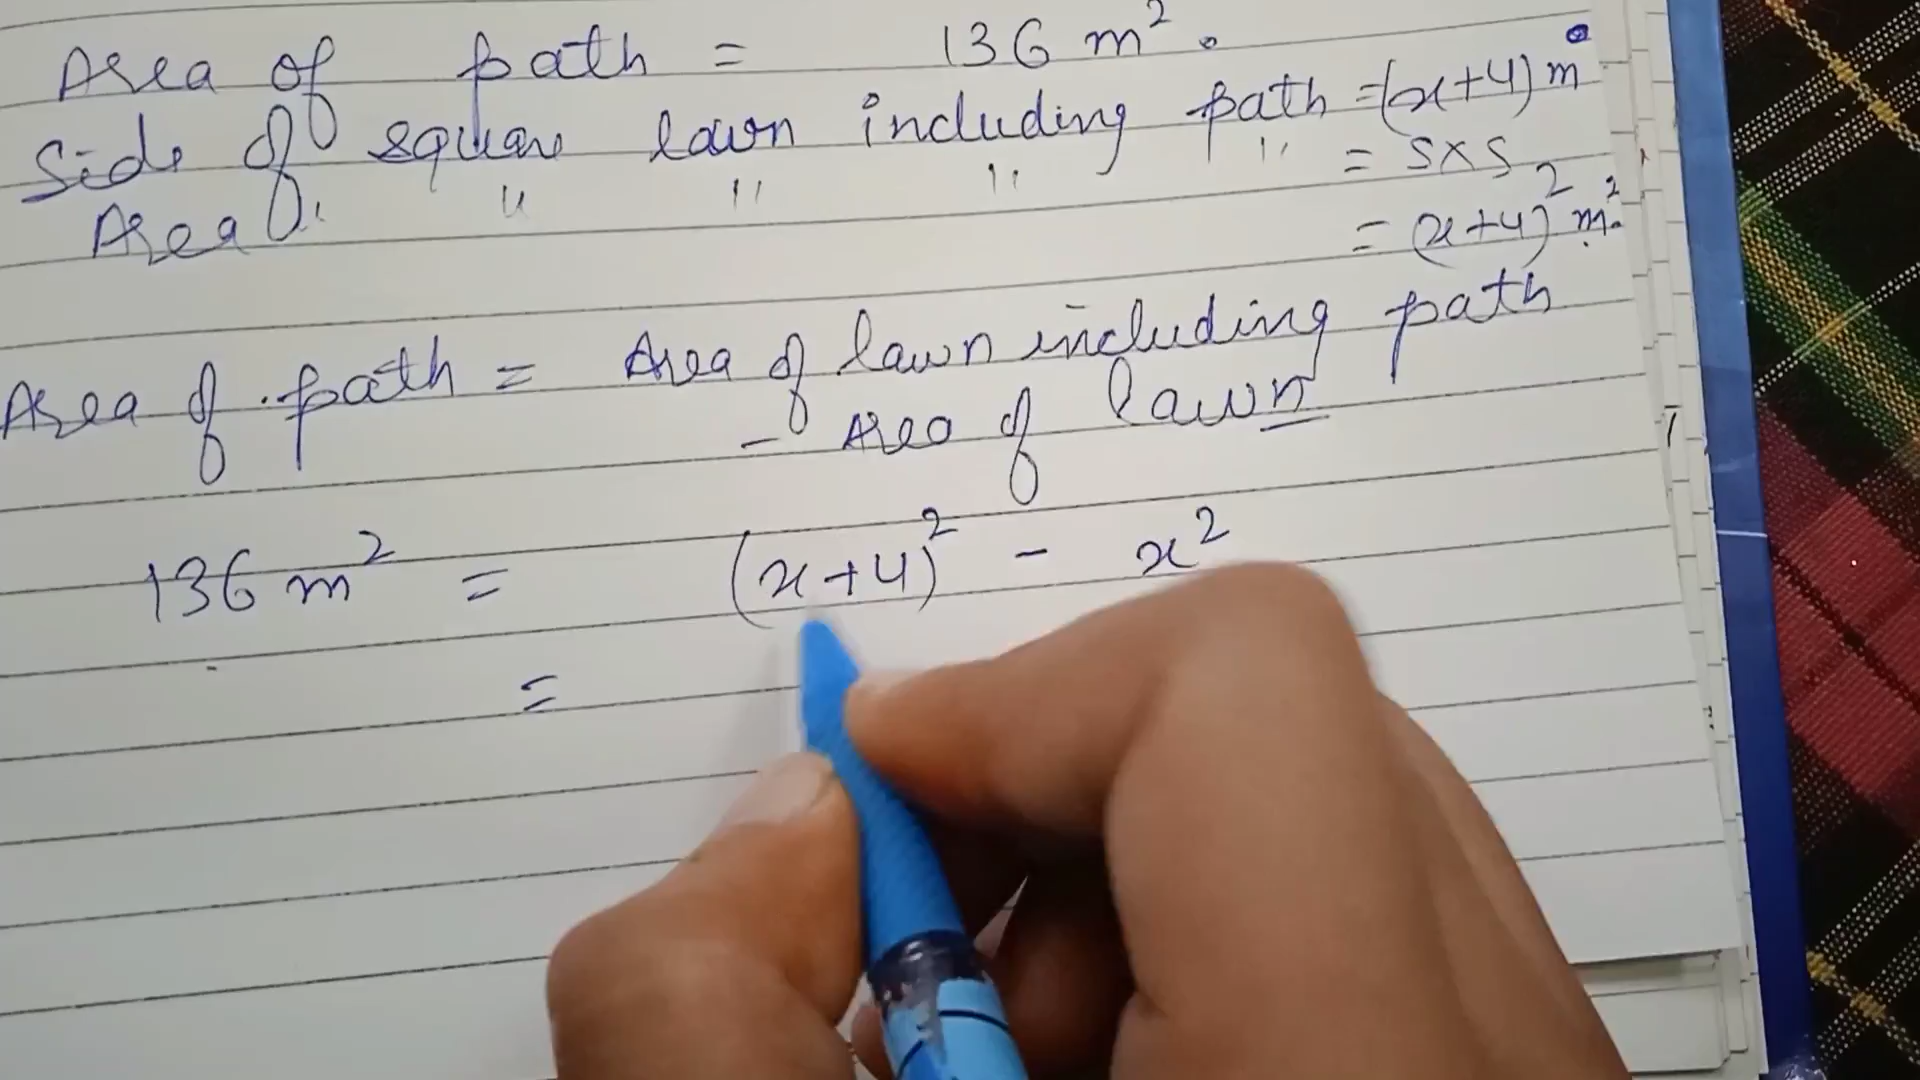 Area of path = 136 m².
Side of square lawn including path = (x+4) m
Area " " " " " = S×S
= (x+4)² m².
Area of path = Area of lawn including path
- Area of lawn
136 m² = (x+4)² - x²
=